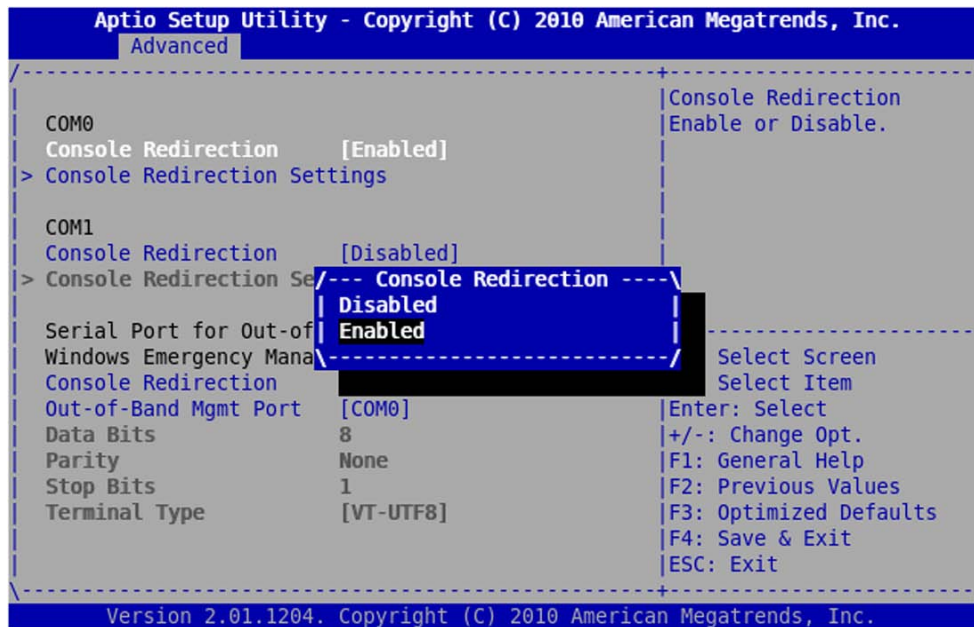 Aptio Setup Utility - Copyright (C) 2010 American Megatrends, Inc.
Advanced
COM0
Console Redirection [Enabled]
> Console Redirection Settings
COM1
Console Redirection [Disabled]
> Console Redirection Se
Serial Port for Out-of
Windows Emergency Mana
Console Redirection
Out-of-Band Mgmt Port [COM0]
Data Bits 8
Parity None
Stop Bits 1
Terminal Type [VT-UTF8]
/--- Console Redirection ----\
Disabled
Enabled
Console Redirection
Enable or Disable.
Select Screen
Select Item
Enter: Select
+/-: Change Opt.
F1: General Help
F2: Previous Values
F3: Optimized Defaults
F4: Save & Exit
ESC: Exit
Version 2.01.1204. Copyright (C) 2010 American Megatrends, Inc.